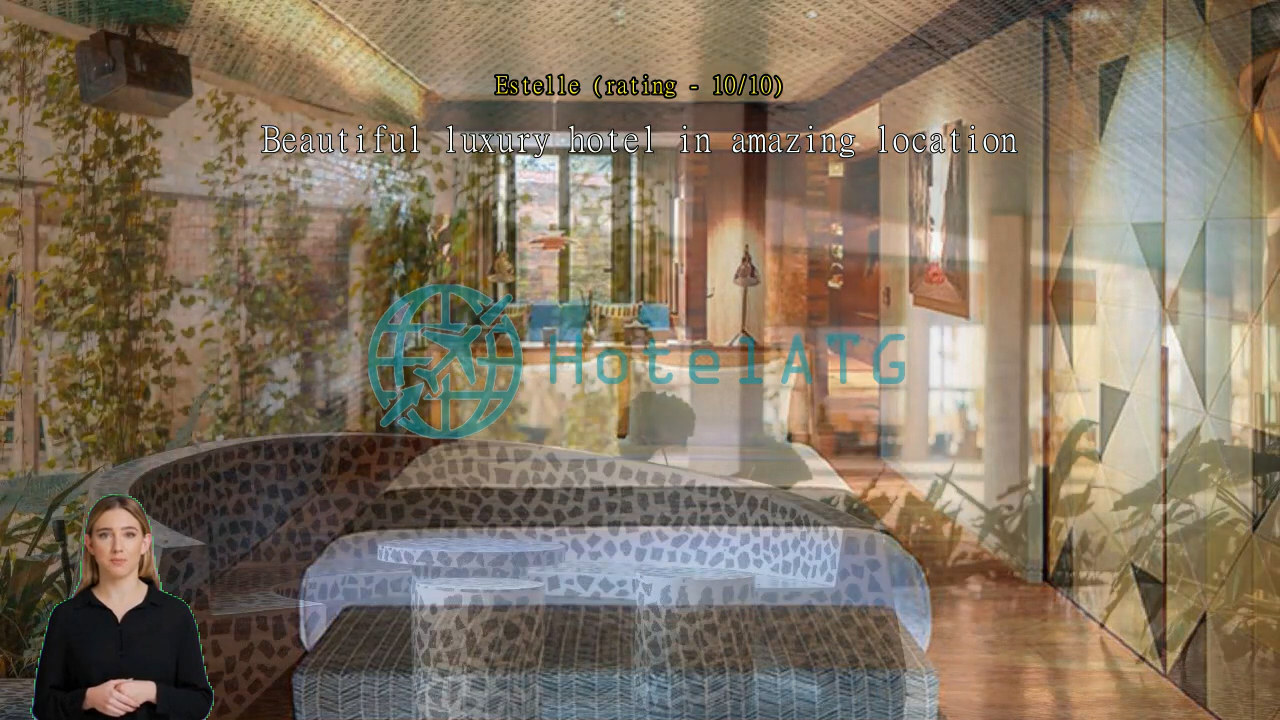 Estelle (rating - 10/10)
Beautiful luxury hotel in amazing location
HotelATG